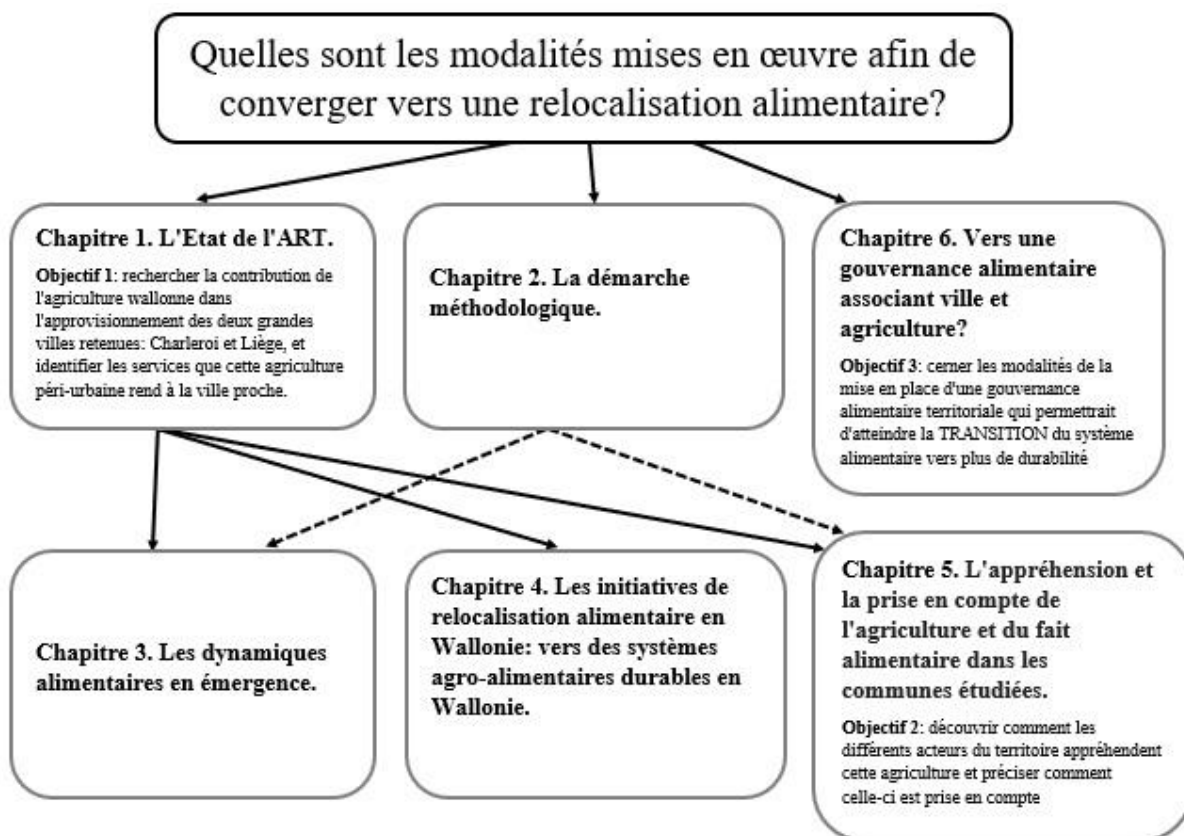 Quelles sont les modalités mises en œuvre afin de
converger vers une relocalisation alimentaire?
Chapitre 1. L'Etat de l'ART.
Objectif 1: rechercher la contribution de
l'agriculture wallonne dans
l'approvisionnement des deux grandes
villes retenues: Charleroi et Liège, et
identifier les services que cette agriculture
péri-urbaine rend à la ville proche.
Chapitre 2. La démarche
méthodologique.
Chapitre 6. Vers une
gouvernance alimentaire
associant ville et
agriculture?
Objectif 3: cerner les modalités de la
mise en place d'une gouvernance
alimentaire territoriale qui permettrait
d'atteindre la TRANSITION du système
alimentaire vers plus de durabilité
Chapitre 3. Les dynamiques
alimentaires en émergence.
Chapitre 4. Les initiatives de
relocalisation alimentaire en
Wallonie: vers des systèmes
agro-alimentaires durables en
Wallonie.
Chapitre 5. L'appréhension et
la prise en compte de
l'agriculture et du fait
alimentaire dans les
communes étudiées.
Objectif 2: découvrir comment les
différents acteurs du territoire appréhendent
cette agriculture et préciser comment
celle-ci est prise en compte